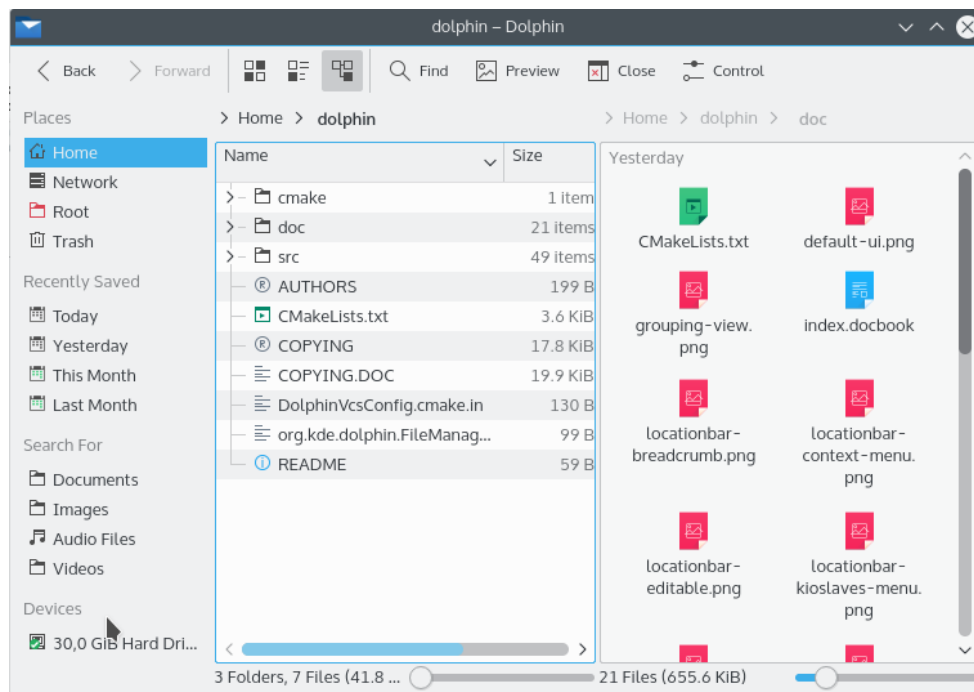 dolphin – Dolphin
Back Forward Find Preview Close Control
Places
Home
Network
Root
Trash
Recently Saved
Today
Yesterday
This Month
Last Month
Search For
Documents
Images
Audio Files
Videos
Devices
30,0 GiB Hard Dri...
> Home > dolphin
Name Size
cmake 1 item
doc 21 items
src 49 items
® AUTHORS 199 B
CMakeLists.txt 3.6 KiB
® COPYING 17.8 KiB
COPYING.DOC 19.9 KiB
DolphinVcsConfig.cmake.in 130 B
org.kde.dolphin.FileManag... 99 B
README 59 B
3 Folders, 7 Files (41.8 ...
> Home > dolphin > doc
Yesterday
CMakeLists.txt
default-ui.png
grouping-view.
png
index.docbook
locationbar-
breadcrumb.png
locationbar-
context-menu.
png
locationbar-
editable.png
locationbar-
kioslaves-menu.
png
21 Files (655.6 KiB)